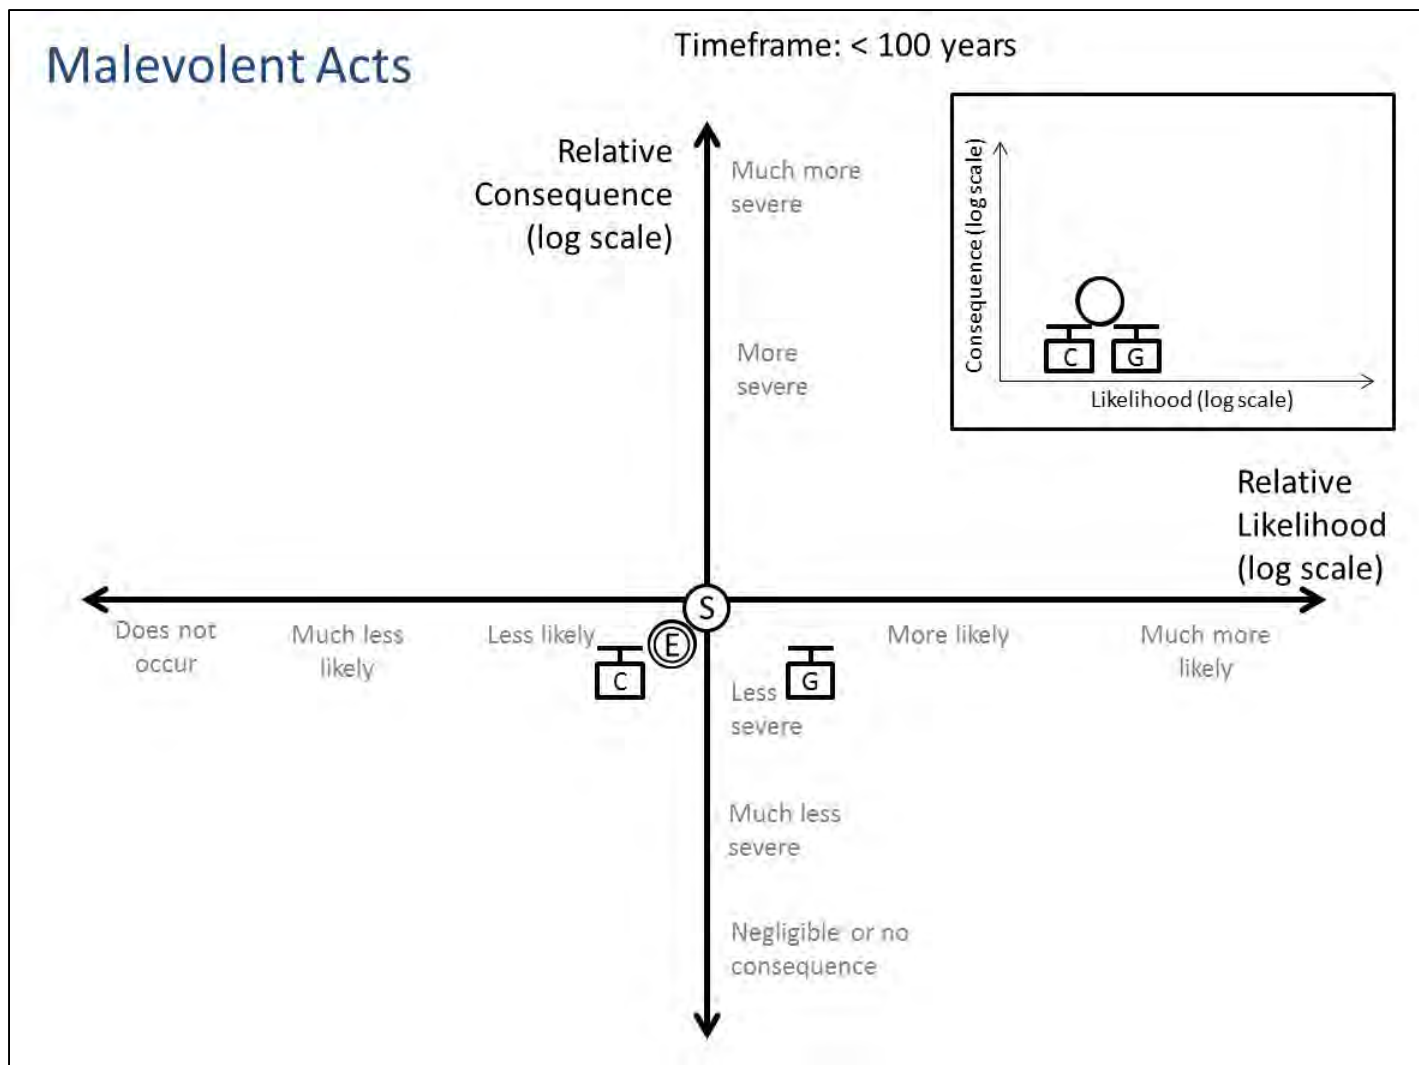 Malevolent Acts
Timeframe: < 100 years
Relative
Consequence
(log scale)
Much more
severe
More
severe
Consequence (log scale)
C
G
Likelihood (log scale)
Relative
Likelihood
(log scale)
S
Does not
occur
Much less
likely
Less likely
E
C
G
More likely
Much more
likely
Less
severe
Much less
severe
Negligible or no
consequence